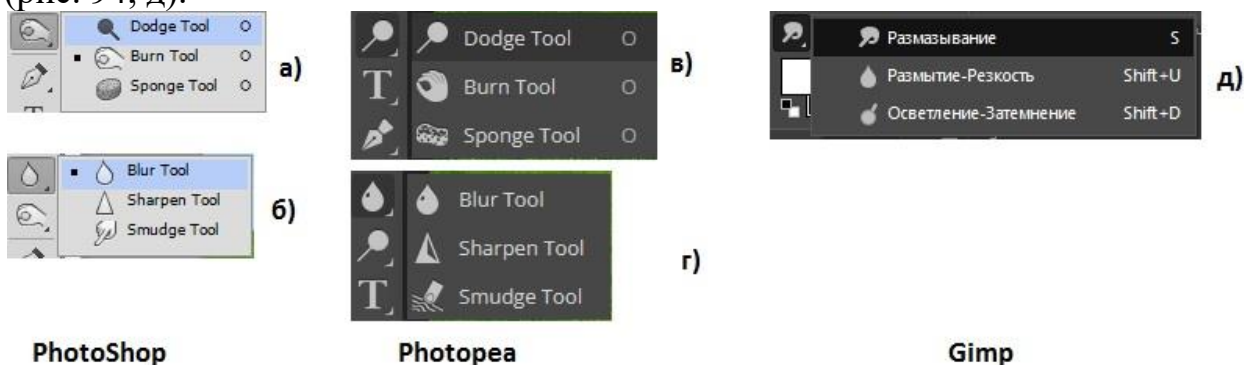 (рис. 94, д).
Dodge Tool O
Burn Tool O
Sponge Tool O
а)
Blur Tool
Sharpen Tool
Smudge Tool
б)
T Dodge Tool O
Burn Tool O
Sponge Tool O
в)
Blur Tool
Sharpen Tool
T Smudge Tool
г)
Размазывание S
Размытие-Резкость Shift+U
Осветление-Затемнение Shift+D
д)
PhotoShop
Photopea
Gimp